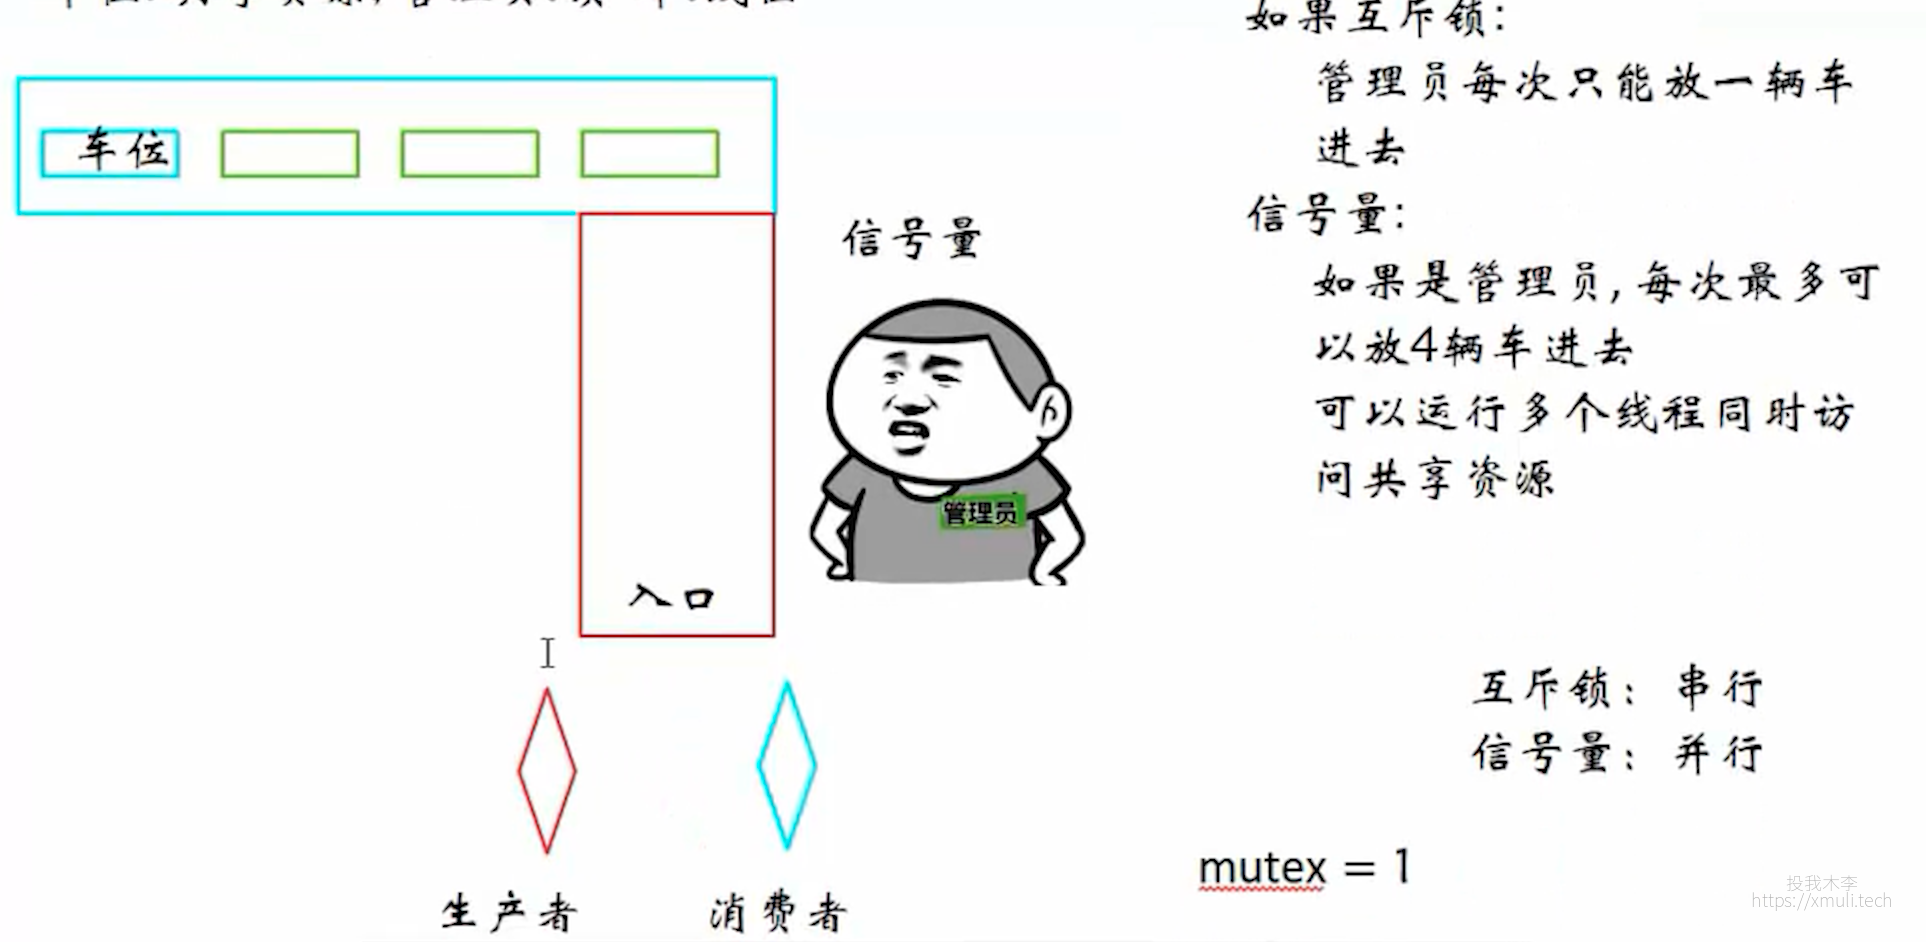 如果互斥锁:
管理员每次只能放一辆车
进去
信号量:
如果是管理员,每次最多可
以放4辆车进去
可以运行多个线程同时访
问共享资源
车位
信号量
管理员
入口
生产者
消费者
互斥锁: 串行
信号量: 并行
mutex = 1
投我木李
https://xmuli.tech